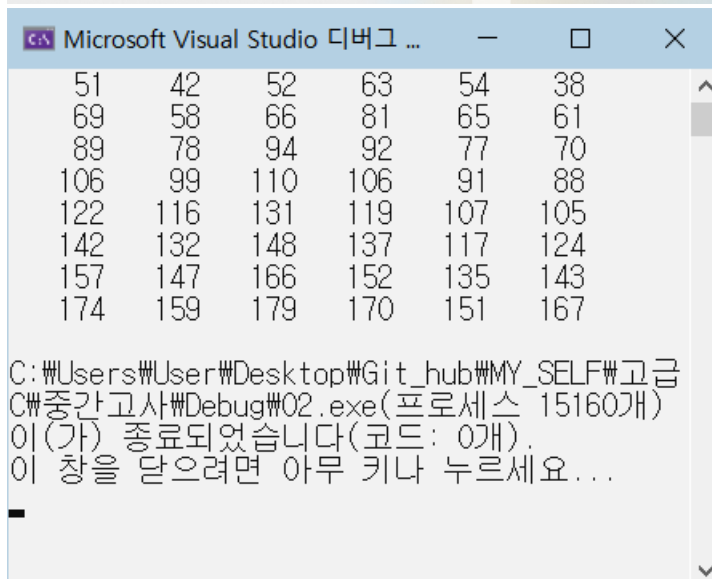 Microsoft Visual Studio 디버그 ...
51 42 52 63 54 38
69 58 66 81 65 61
89 78 94 92 77 70
106 99 110 106 91 88
122 116 131 119 107 105
142 132 148 137 117 124
157 147 166 152 135 143
174 159 179 170 151 167
C:₩Users₩User₩Desktop₩Git_hub₩MY_SELF₩고급
C₩중간고사₩Debug₩02.exe(프로세스 15160개)
이(가) 종료되었습니다(코드: 0개).
이 창을 닫으려면 아무 키나 누르세요...